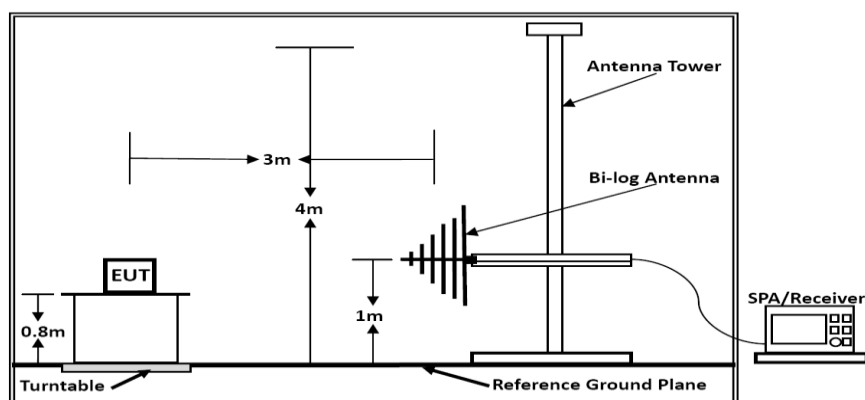 Antenna Tower
3m
Bi-log Antenna
4m
EUT
SPA/Receiver
0.8m
1m
Turntable
Reference Ground Plane